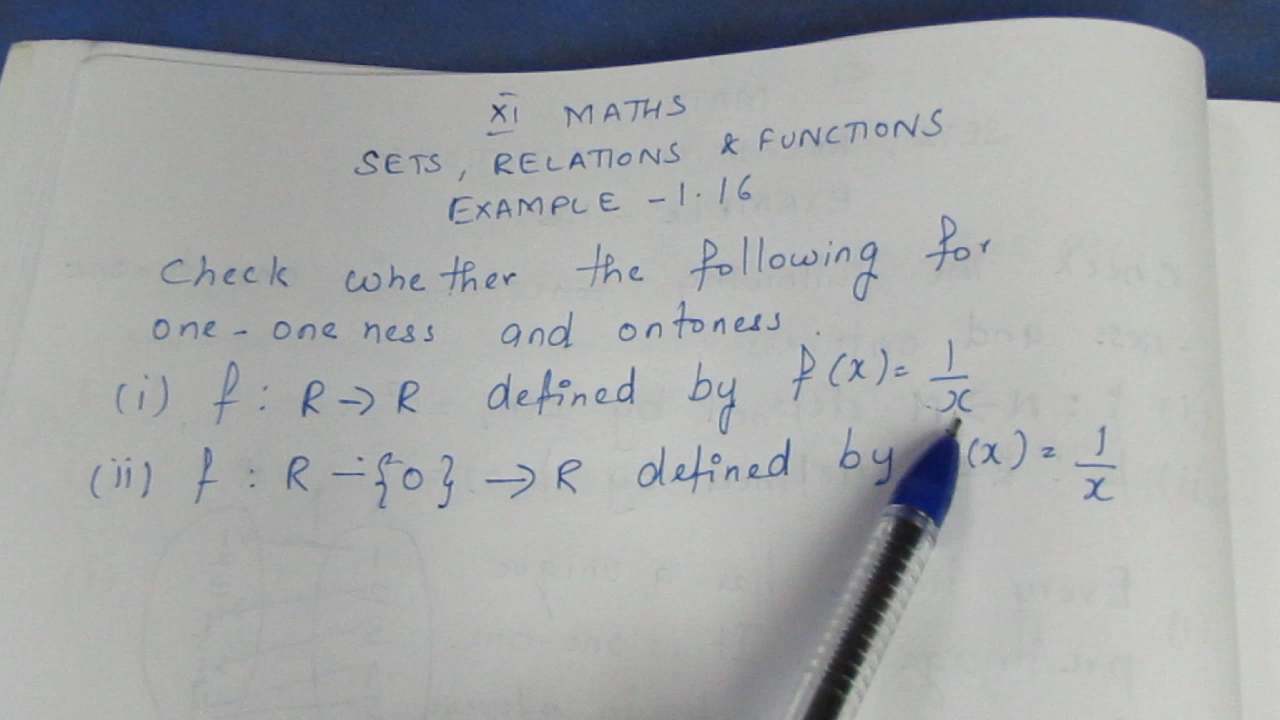 XI MATHS
SETS, RELATIONS & FUNCTIONS
EXAMPLE - 1.16
Check whether the following for
one-one ness and ontoness.
(i) f : R → R defined by f(x) = 1/x
(ii) f : R - {0} → R defined by (x) = 1/x